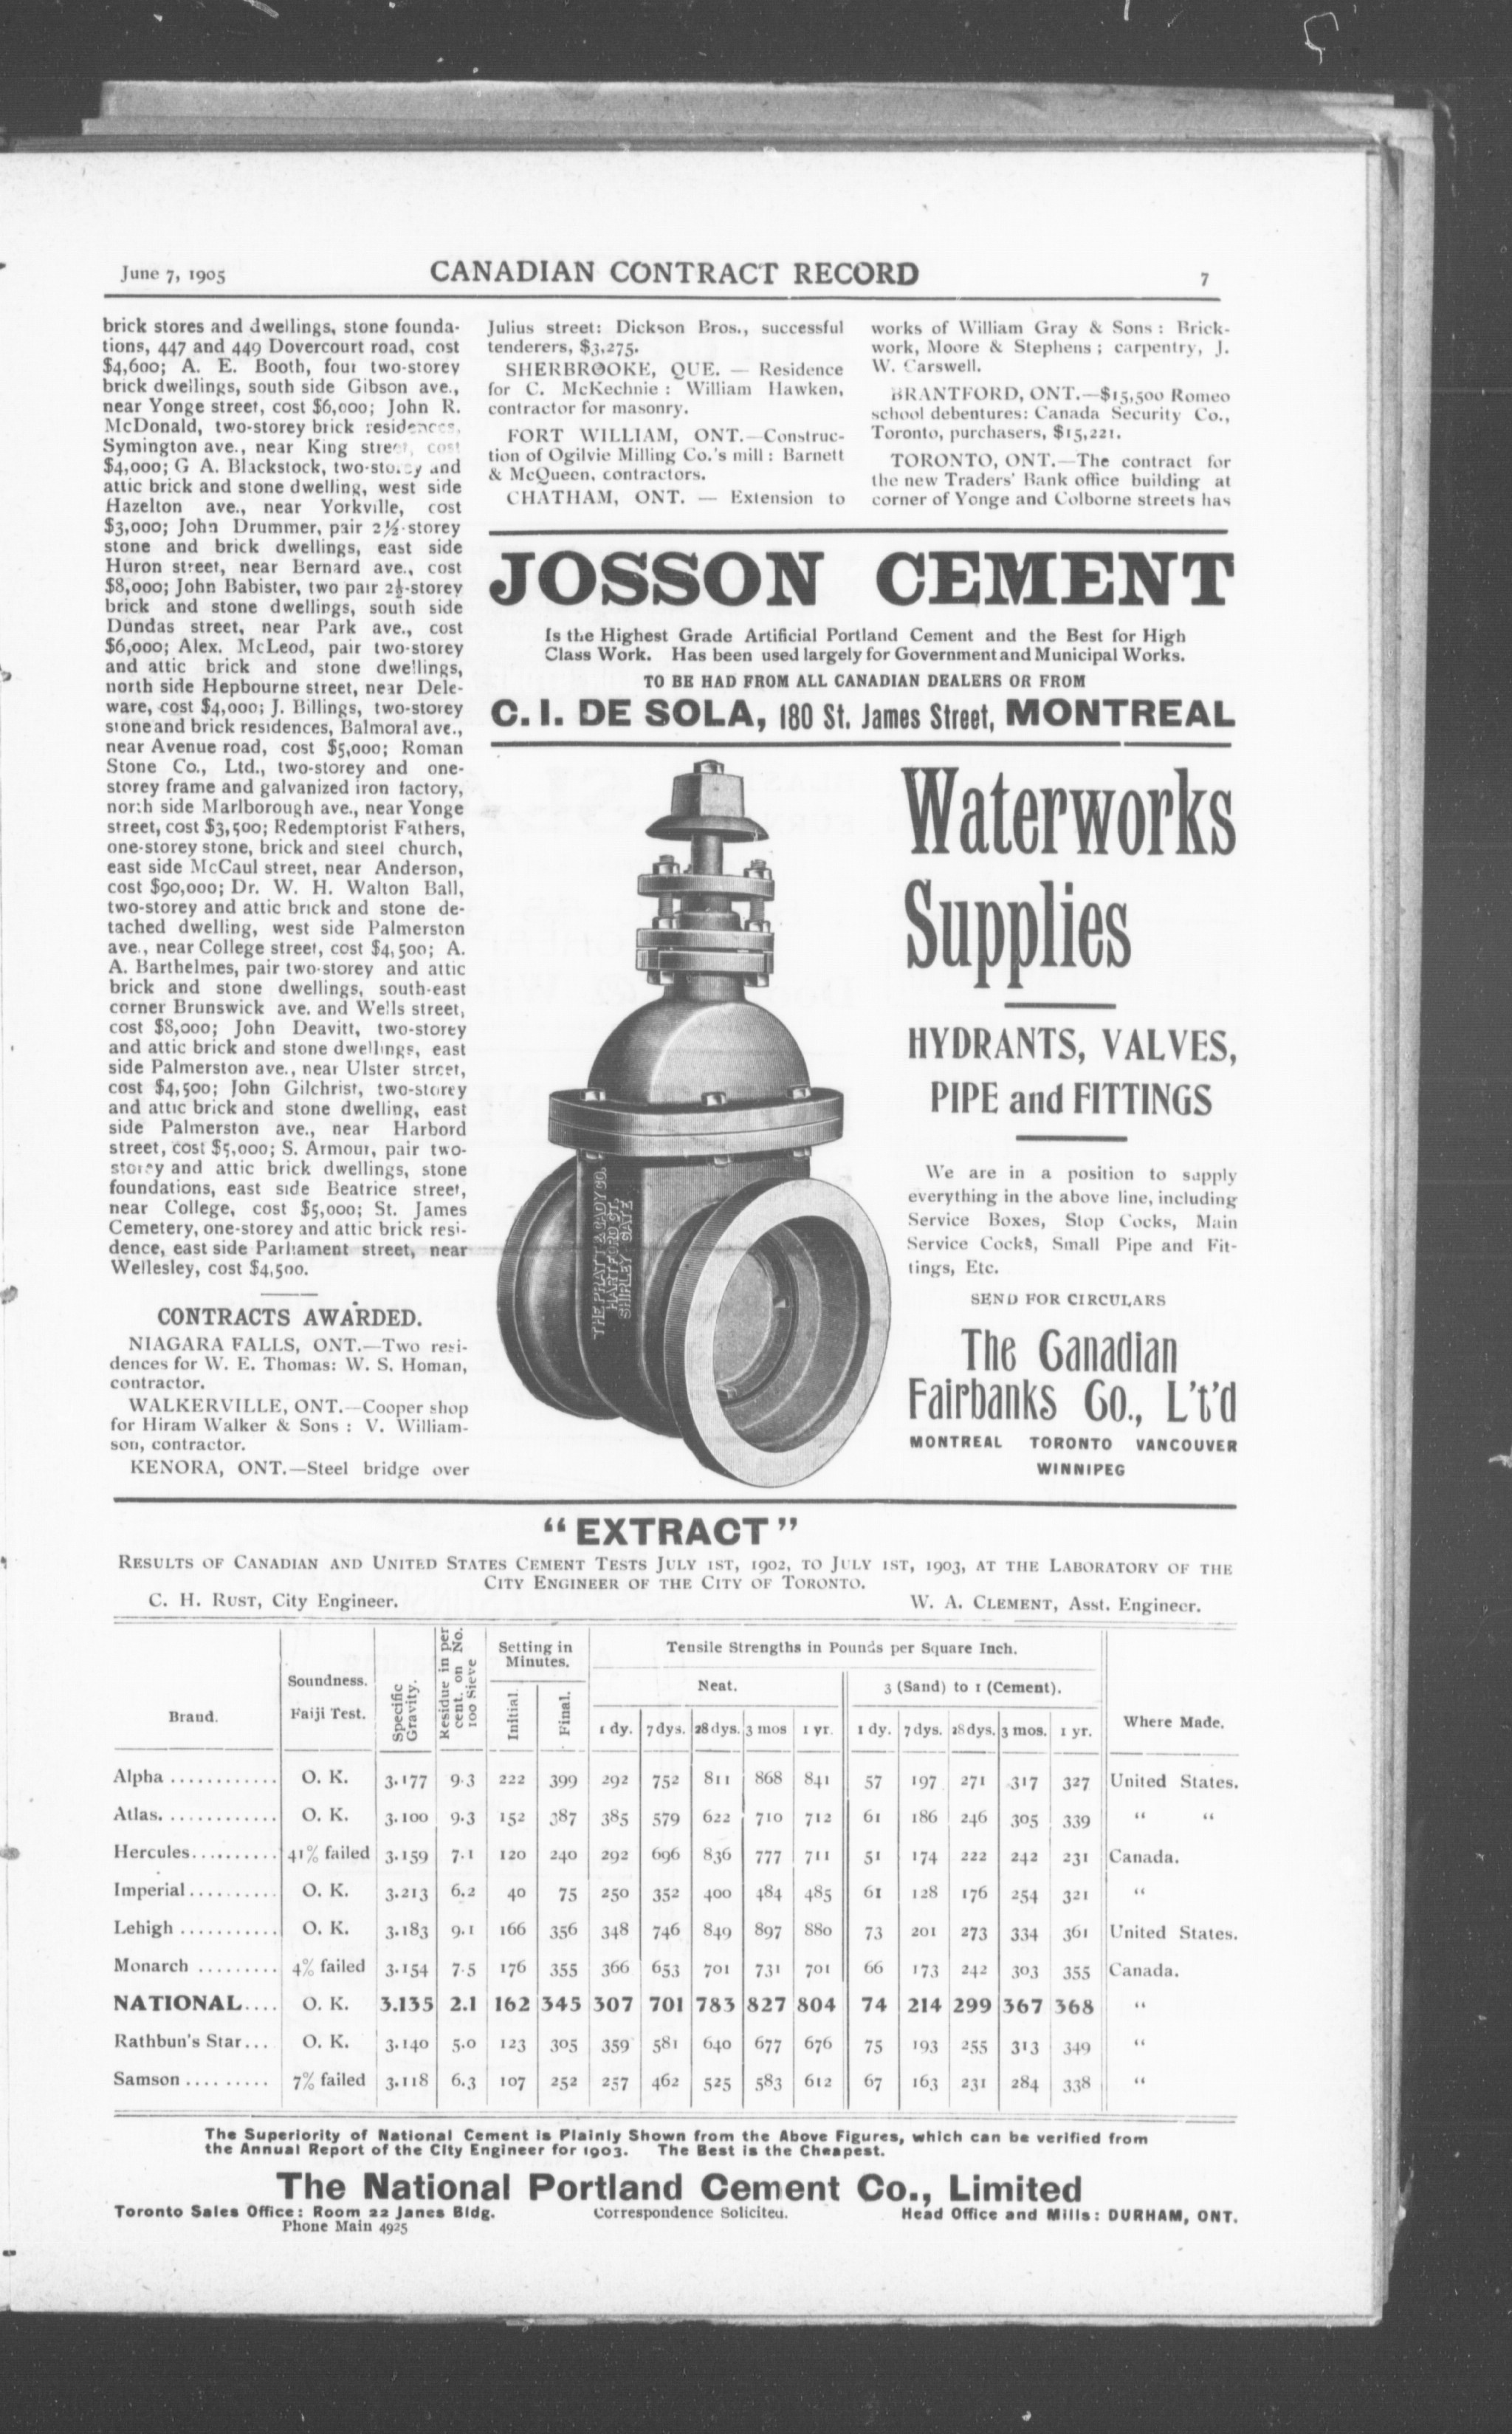 June 7, 1905
CANADIAN CONTRACT RECORD
7
brick stores and dwellings, stone founda-
tions, 447 and 449 Dovercourt road, cost
$4,600; A. E. Booth, four two-storey
brick dwellings, south side Gibson ave.,
near Yonge street, cost $6,000; John R.
McDonald, two-storey brick residences,
Symington ave., near King street, cost
$4,000; G A. Blackstock, two-storey and
attic brick and stone dwelling, west side
Hazelton ave., near Yorkville, cost
$3,000; John Drummer, pair 2½-storey
stone and brick dwellings, east side
Huron street, near Bernard ave., cost
$8,000; John Babister, two pair 2½-storey
brick and stone dwellings, south side
Dundas street, near Park ave., cost
$6,000; Alex. McLeod, pair two-storey
and attic brick and stone dwellings,
north side Hepbourne street, near Dele-
ware, cost $4,000; J. Billings, two-storey
stone and brick residences, Balmoral ave.,
near Avenue road, cost $5,000; Roman
Stone Co., Ltd., two-storey and one-
storey frame and galvanized iron factory,
north side Marlborough ave., near Yonge
street, cost $3,500; Redemptorist Fathers,
one-storey stone, brick and steel church,
east side McCaul street, near Anderson,
cost $90,000; Dr. W. H. Walton Ball,
two-storey and attic brick and stone de-
tached dwelling, west side Palmerston
ave., near College street, cost $4,500; A.
A. Barthelmes, pair two-storey and attic
brick and stone dwellings, south-east
corner Brunswick ave. and Wells street,
cost $8,000; John Deavitt, two-storey
and attic brick and stone dwellings, east
side Palmerston ave., near Ulster street,
cost $4,500; John Gilchrist, two-storey
and attic brick and stone dwelling, east
side Palmerston ave., near Harbord
street, cost $5,000; S. Armour, pair two-
storey and attic brick dwellings, stone
foundations, east side Beatrice street,
near College, cost $5,000; St. James
Cemetery, one-storey and attic brick resi-
dence, east side Parliament street, near
Wellesley, cost $4,500.
CONTRACTS AWARDED.
NIAGARA FALLS, ONT.—Two resi-
dences for W. E. Thomas: W. S. Homan,
contractor.
WALKERVILLE, ONT.—Cooper shop
for Hiram Walker & Sons : V. William-
son, contractor.
KENORA, ONT.—Steel bridge over
Julius street: Dickson Bros., successful
tenderers, $3,275.
SHERBROOKE, QUE. — Residence
for C. McKechnie : William Hawken,
contractor for masonry.
FORT WILLIAM, ONT.—Construc-
tion of Ogilvie Milling Co.'s mill : Barnett
& McQueen, contractors.
CHATHAM, ONT. — Extension to
works of William Gray & Sons : Brick-
work, Moore & Stephens ; carpentry, J.
W. Carswell.
BRANTFORD, ONT.—$15,500 Romeo
school debentures: Canada Security Co.,
Toronto, purchasers, $15,221.
TORONTO, ONT.—The contract for
the new Traders' Bank office building at
corner of Yonge and Colborne streets has
JOSSON CEMENT
Is the Highest Grade Artificial Portland Cement and the Best for High
Class Work. Has been used largely for Government and Municipal Works.
TO BE HAD FROM ALL CANADIAN DEALERS OR FROM
C. I. DE SOLA, 180 St. James Street, MONTREAL
THE PRATT & CADY CO.
HARTFORD CT.
SHIRLEY GATE
Waterworks
Supplies
HYDRANTS, VALVES,
PIPE and FITTINGS
We are in a position to supply
everything in the above line, including
Service Boxes, Stop Cocks, Main
Service Cocks, Small Pipe and Fit-
tings, Etc.
SEND FOR CIRCULARS
The Canadian
Fairbanks Co., L't'd
MONTREAL TORONTO VANCOUVER
WINNIPEG
"EXTRACT"
RESULTS OF CANADIAN AND UNITED STATES CEMENT TESTS JULY 1ST, 1902, TO JULY 1ST, 1903, AT THE LABORATORY OF THE
CITY ENGINEER OF THE CITY OF TORONTO.
C. H. RUST, City Engineer.
W. A. CLEMENT, Asst. Engineer.
Brand.
Soundness.
Faiji Test.
Specific
Gravity.
Residue in per
cent. on No.
100 Sieve
Setting in
Minutes.
Initial.
Final.
Tensile Strengths in Pounds per Square Inch.
Neat.
3 (Sand) to 1 (Cement).
1 dy. 7 dys. 28 dys. 3 mos 1 yr. 1 dy. 7 dys. 28 dys. 3 mos. 1 yr.
Where Made.
Alpha ............ O. K. 3.177 9.3 222 399 292 752 811 868 841 57 197 271 317 327 United States.
Atlas. ............ O. K. 3.100 9.3 152 387 385 579 622 710 712 61 186 246 305 339 " "
Hercules.......... 41% failed 3.159 7.1 120 240 292 696 836 777 711 51 174 222 242 231 Canada.
Imperial .......... O. K. 3.213 6.2 40 75 250 352 400 484 485 61 128 176 254 321 "
Lehigh ........... O. K. 3.183 9.1 166 356 348 746 849 897 880 73 201 273 334 361 United States.
Monarch ......... 4% failed 3.154 7.5 176 355 366 653 701 731 701 66 173 242 303 355 Canada.
NATIONAL.... O. K. 3.135 2.1 162 345 307 701 783 827 804 74 214 299 367 368 "
Rathbun's Star... O. K. 3.140 5.0 123 305 359 581 640 677 676 75 193 255 313 349 "
Samson ......... 7% failed 3.118 6.3 107 252 257 462 525 583 612 67 163 231 284 338 "
The Superiority of National Cement is Plainly Shown from the Above Figures, which can be verified from
the Annual Report of the City Engineer for 1903. The Best is the Cheapest.
The National Portland Cement Co., Limited
Toronto Sales Office: Room 22 Janes Bldg.
Phone Main 4925
Correspondence Solicited.
Head Office and Mills: DURHAM, ONT.